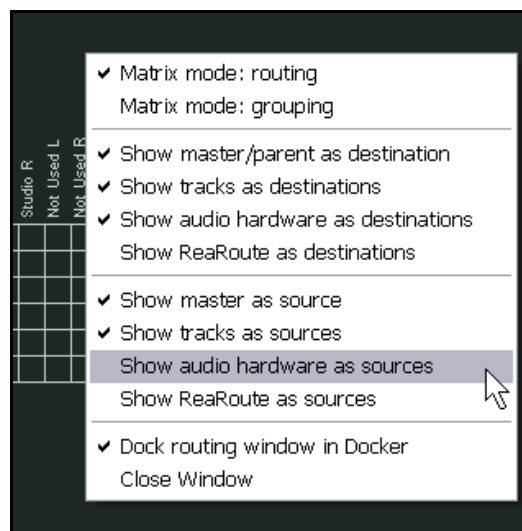 Studio R
Not Used L
Not Used R
Matrix mode: routing
Matrix mode: grouping
Show master/parent as destination
Show tracks as destinations
Show audio hardware as destinations
Show ReaRoute as destinations
Show master as source
Show tracks as sources
Show audio hardware as sources
Show ReaRoute as sources
Dock routing window in Docker
Close Window